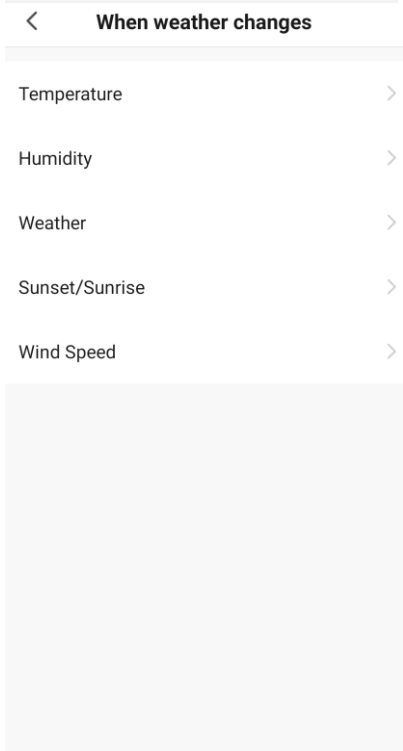 When weather changes
Temperature
Humidity
Weather
Sunset/Sunrise
Wind Speed